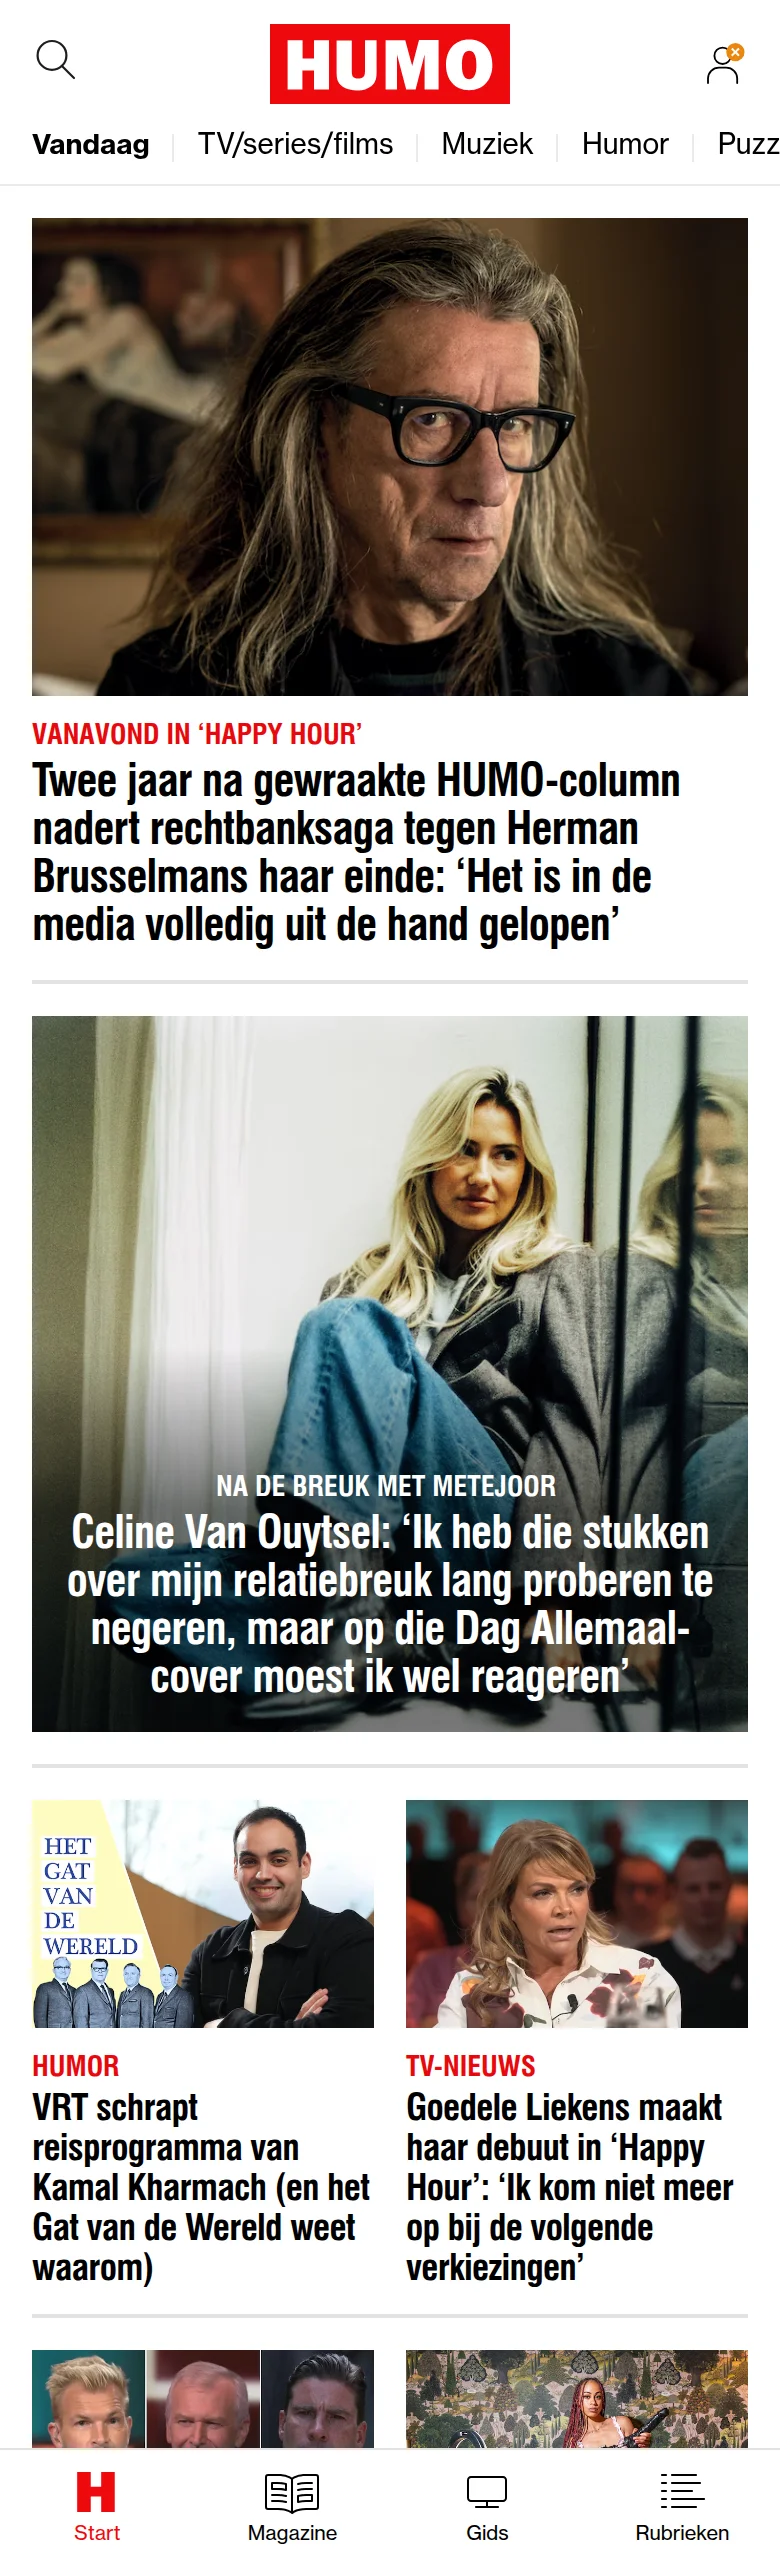 HUMO
Vandaag
TV/series/films
Muziek
Humor
Puzz
VANAVOND IN ‘HAPPY HOUR’
Twee jaar na gewraakte HUMO-column
nadert rechtbanksaga tegen Herman
Brusselmans haar einde: ‘Het is in de
media volledig uit de hand gelopen’
NA DE BREUK MET METEJOOR
Celine Van Ouytsel: ‘Ik heb die stukken
over mijn relatiebreuk lang proberen te
negeren, maar op die Dag Allemaal-
cover moest ik wel reageren’
HET
GAT
VAN
DE
WERELD
HUMOR
VRT schrapt
reisprogramma van
Kamal Kharmach (en het
Gat van de Wereld weet
waarom)
TV-NIEUWS
Goedele Liekens maakt
haar debuut in ‘Happy
Hour’: ‘Ik kom niet meer
op bij de volgende
verkiezingen’
H
Start
Magazine
Gids
Rubrieken